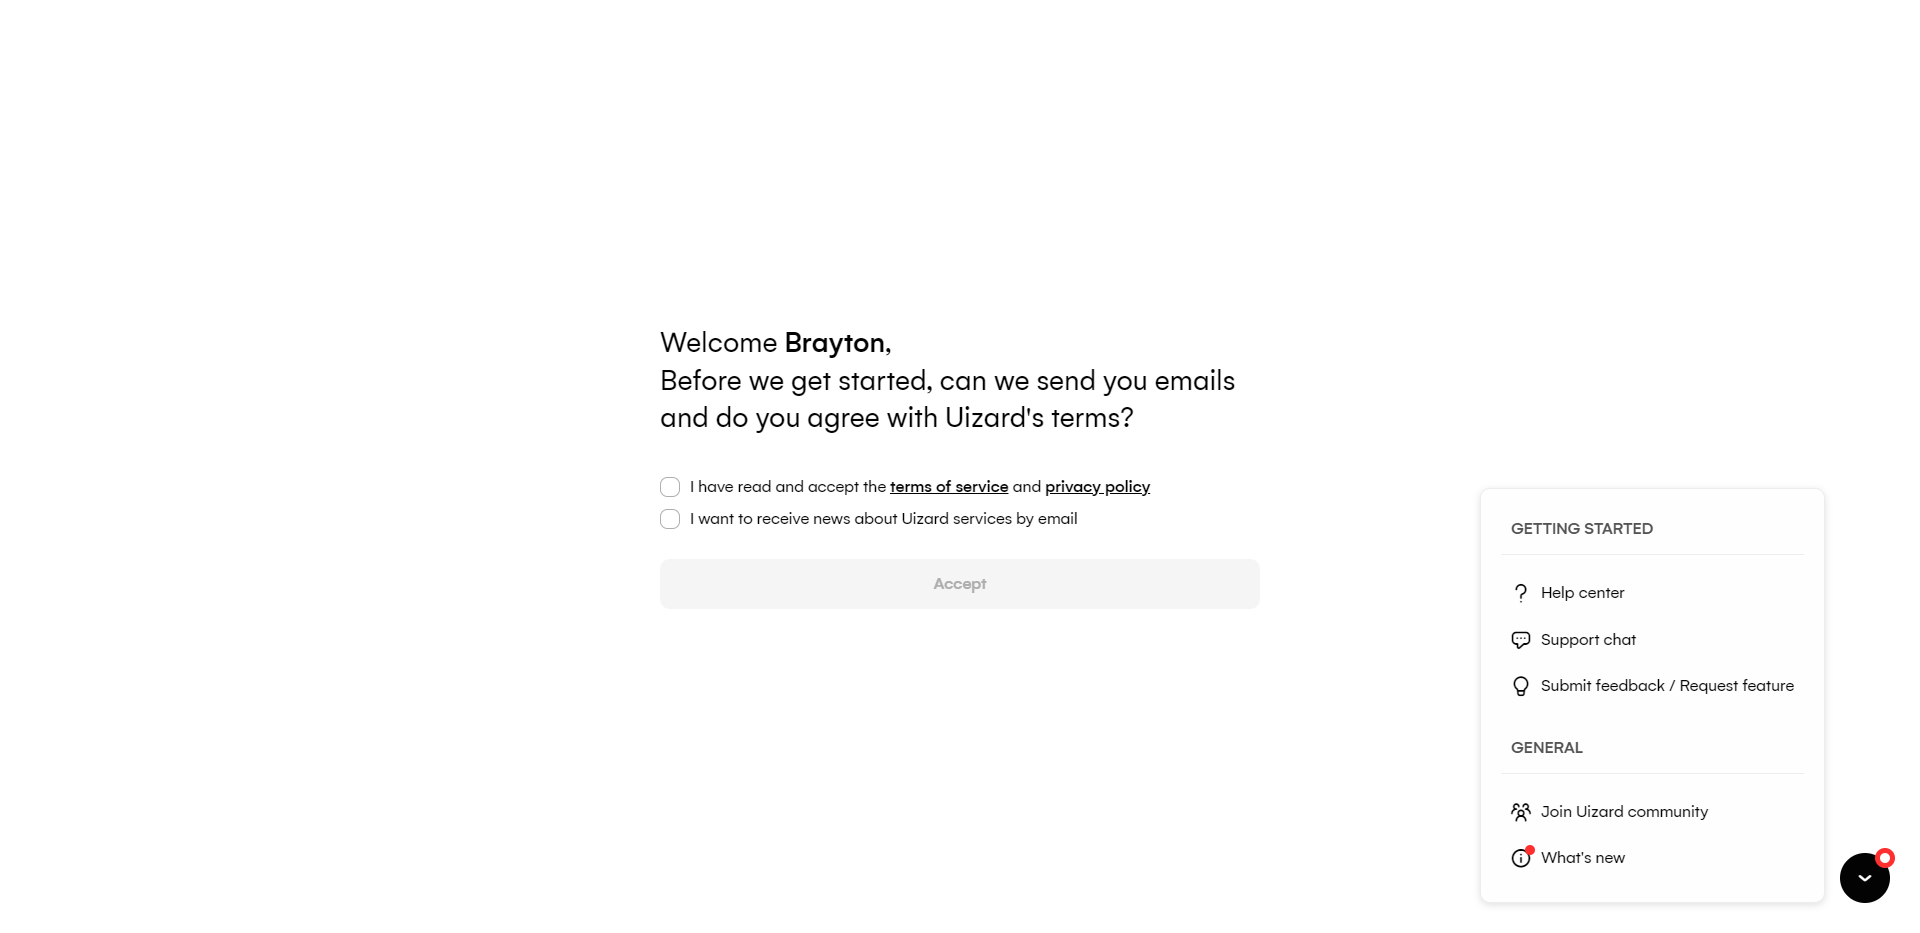 Welcome Brayton,
Before we get started, can we send you emails
and do you agree with Uizard's terms?
I have read and accept the terms of service and privacy policy
I want to receive news about Uizard services by email
Accept
GETTING STARTED
Help center
Support chat
Submit feedback / Request feature
GENERAL
Join Uizard community
What's new